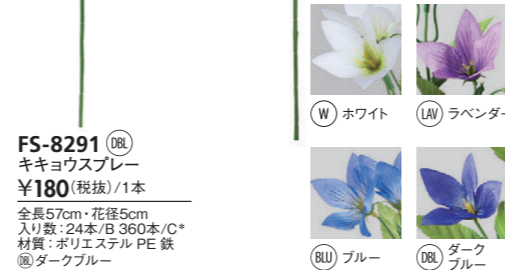 FS-8291 DBL
キキョウスプレー
¥180(税抜)/1本
全長57cm・花径5cm
入り数:24本/B 360本/C*
材質:ポリエステル PE 鉄
DBL ダークブルー
W ホワイト
LAV ラベンダー
BLU ブルー
DBL ダーク
ブルー